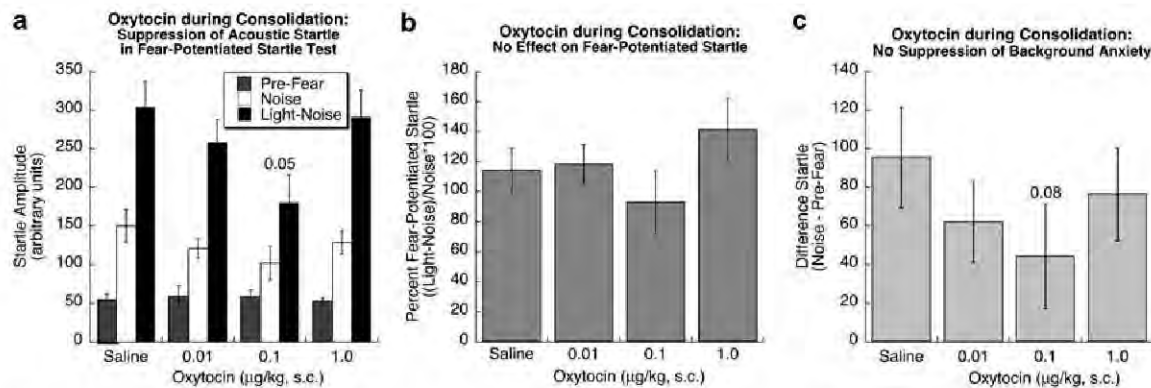 a
Oxytocin during Consolidation:
Suppression of Acoustic Startle
in Fear-Potentiated Startle Test
Startle Amplitude
(arbitrary units)
350
300
250
200
150
100
50
0
Pre-Fear
Noise
Light-Noise
0.05
Saline 0.01 0.1 1.0
Oxytocin (µg/kg, s.c.)
b
Oxytocin during Consolidation:
No Effect on Fear-Potentiated Startle
Percent Fear-Potentiated Startle
((Light-Noise)/Noise*100)
180
160
140
120
100
80
60
40
20
0
Saline 0.01 0.1 1.0
Oxytocin (µg/kg, s.c.)
c
Oxytocin during Consolidation:
No Suppression of Background Anxiety
Difference Startle
(Noise - Pre-Fear)
140
120
100
80
60
40
20
0
0.08
Saline 0.01 0.1 1.0
Oxytocin (µg/kg, s.c.)